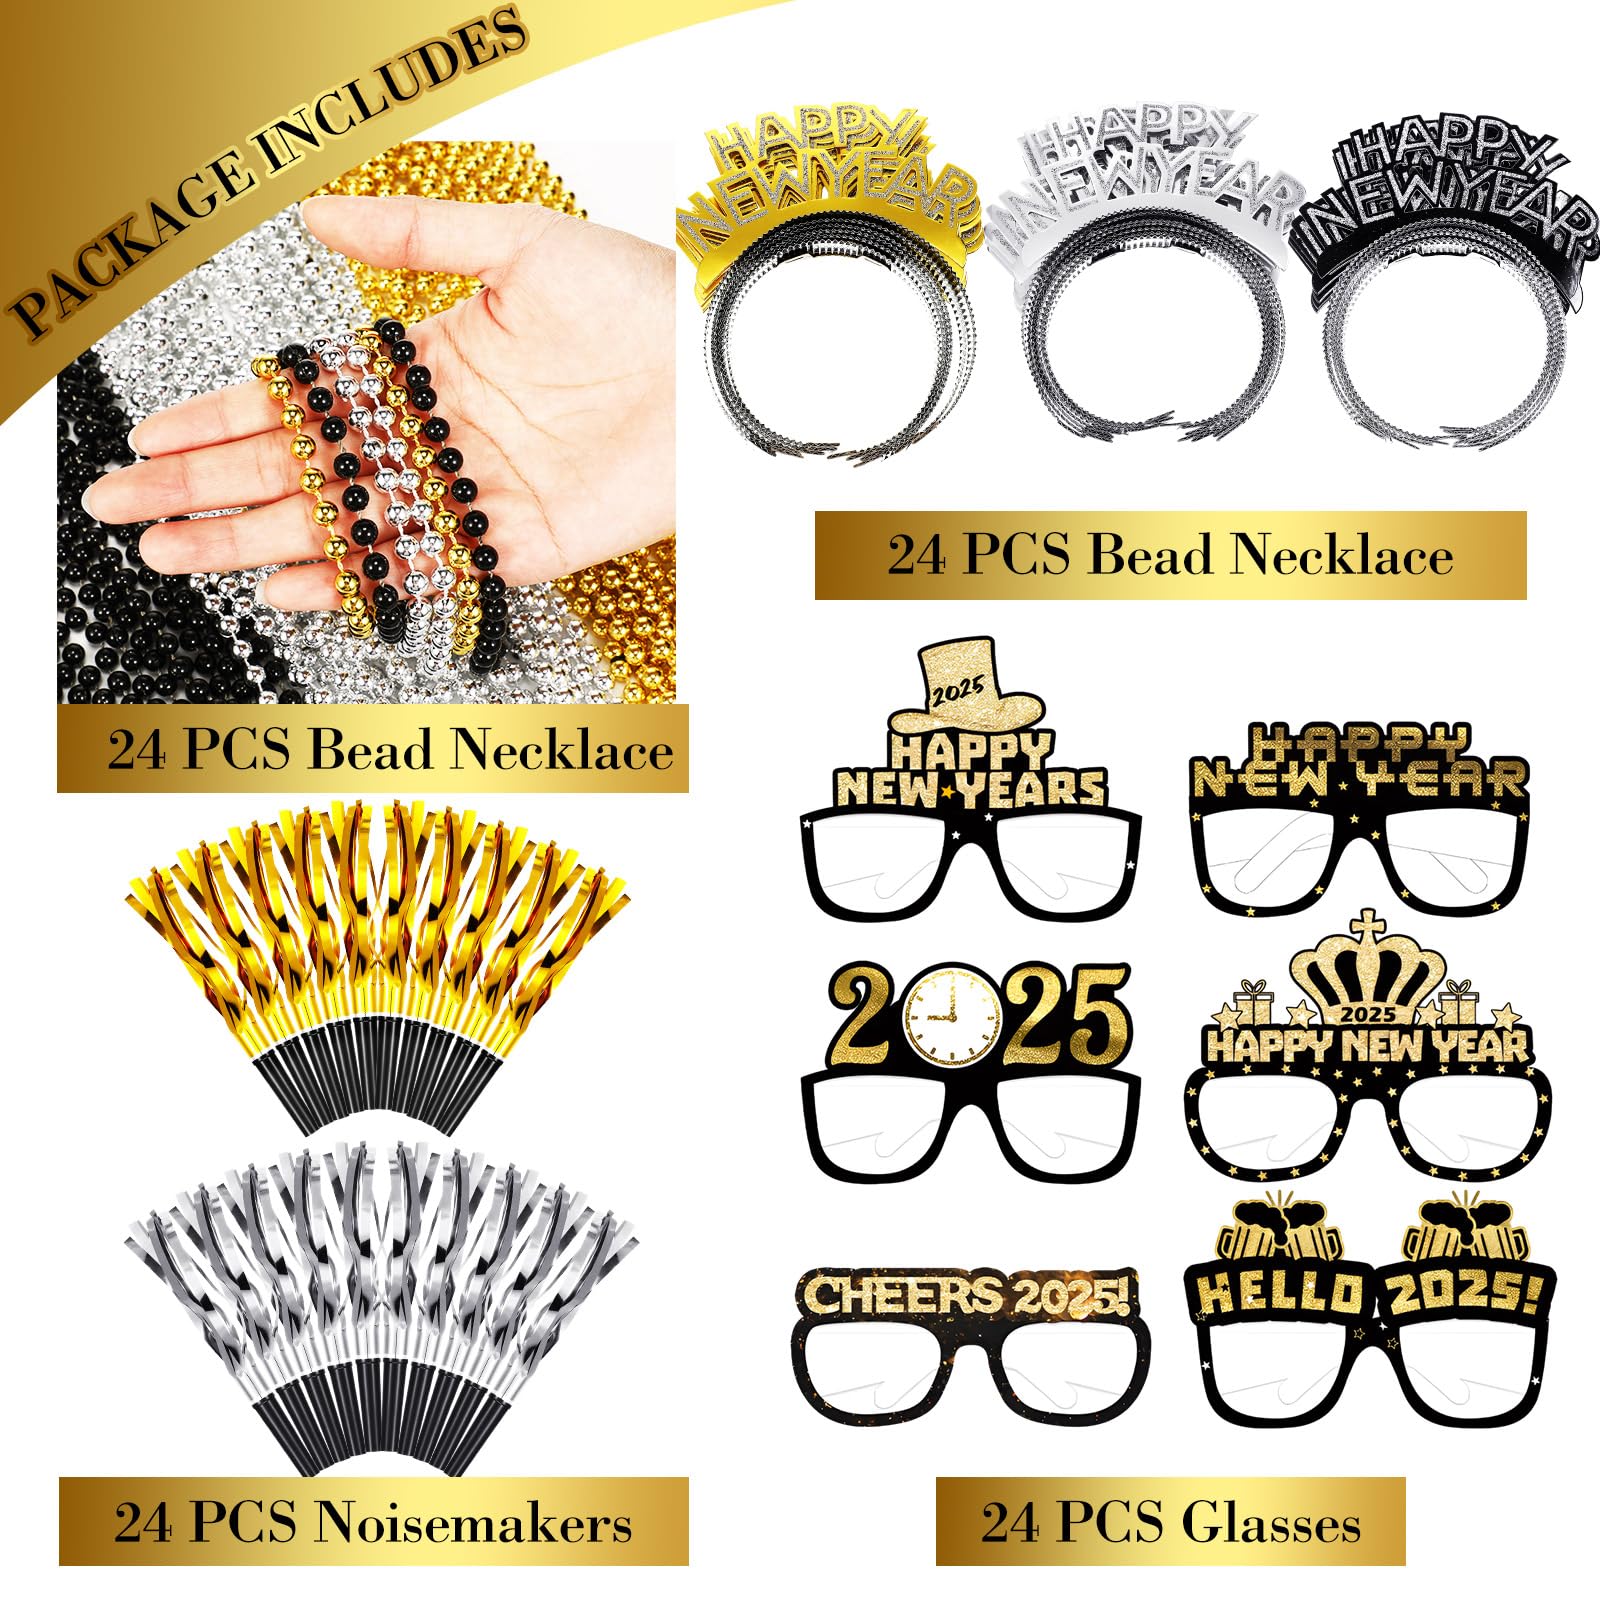 PACKAGE INCLUDES
HAPPY
NEW YEAR
HAPPY
NEW YEAR
HAPPY
NEW YEAR
24 PCS Bead Necklace
24 PCS Bead Necklace
2025
HAPPY
NEW YEARS
HAPPY
NEW YEAR
2025
2025
HAPPY NEW YEAR
CHEERS 2025!
HELLO 2025!
24 PCS Noisemakers
24 PCS Glasses